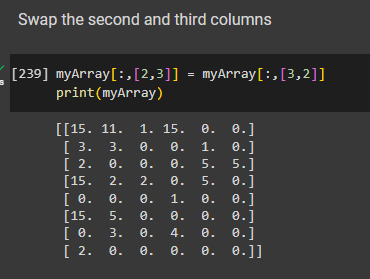 Swap the second and third columns
[239] myArray[:,[2,3]] = myArray[:,[3,2]]
print(myArray)
[[15. 11.  1. 15.  0.  0.]
 [ 3.  3.  0.  0.  1.  0.]
 [ 2.  0.  0.  0.  5.  5.]
 [15.  2.  2.  0.  5.  0.]
 [ 0.  0.  0.  1.  0.  0.]
 [15.  5.  0.  0.  0.  0.]
 [ 0.  3.  0.  4.  0.  0.]
 [ 2.  0.  0.  0.  0.  0.]]